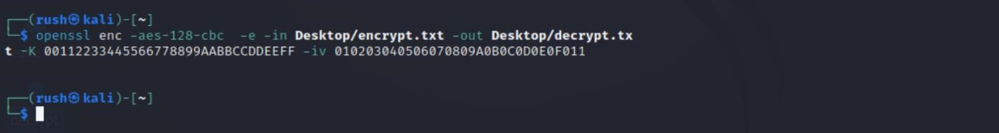 ┌──(rush㉿kali)-[~]
└─$ openssl enc -aes-128-cbc  -e -in Desktop/encrypt.txt -out Desktop/decrypt.tx
t -K 00112233445566778899AABBCCDDEEFF -iv 010203040506070809A0B0C0D0E0F011
┌──(rush㉿kali)-[~]
└─$